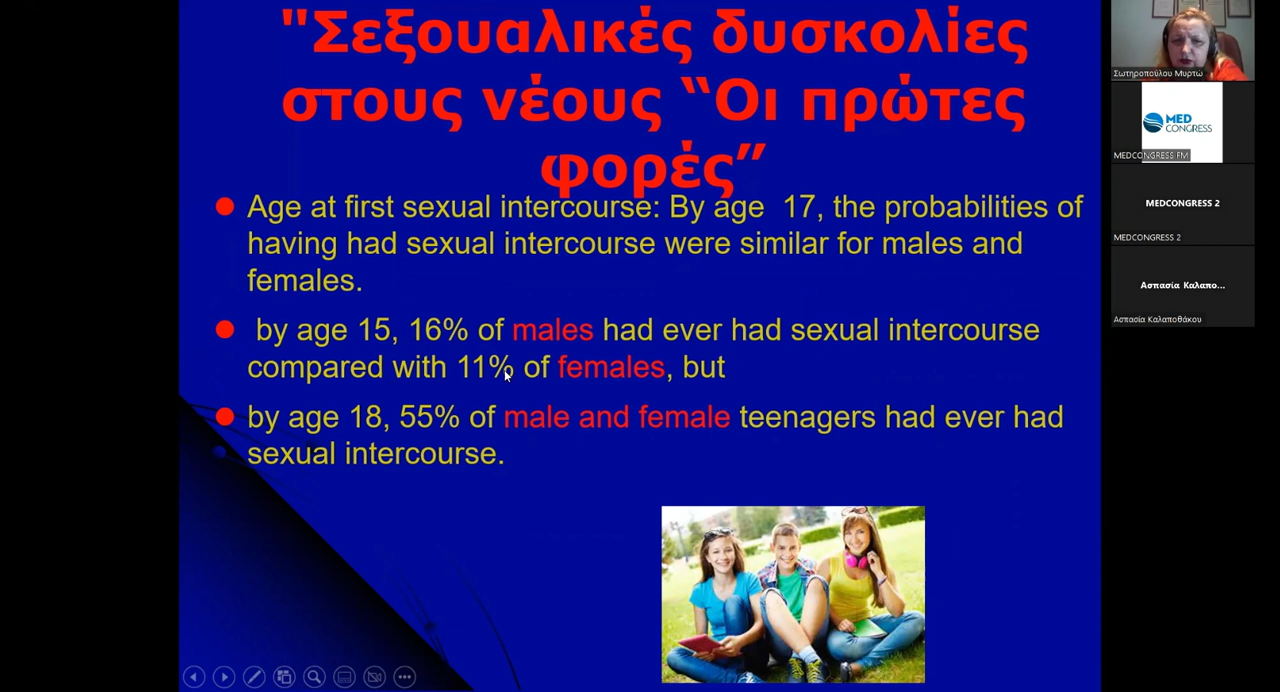 "Σεξουαλικές δυσκολίες
στους νέους “Οι πρώτες
φορές”
Age at first sexual intercourse: By age 17, the probabilities of
having had sexual intercourse were similar for males and
females.
by age 15, 16% of males had ever had sexual intercourse
compared with 11% of females, but
by age 18, 55% of male and female teenagers had ever had
sexual intercourse.
Σωτηροπούλου Μυρτώ
MED
CONGRESS
MEDCONGRESS FM
MEDCONGRESS 2
MEDCONGRESS 2
Ασπασία Καλαπο...
Ασπασία Καλαποθάκου